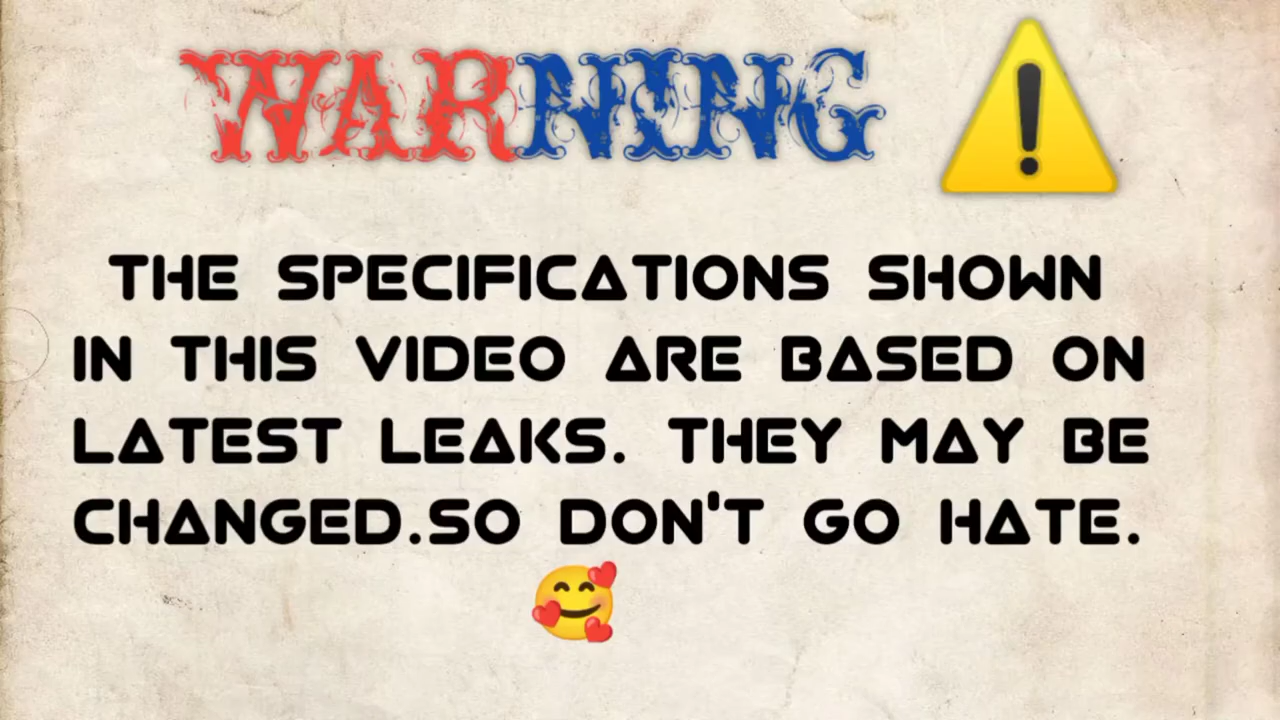 WARNING ⚠️
THE SPECIFICATIONS SHOWN
IN THIS VIDEO ARE BASED ON
LATEST LEAKS. THEY MAY BE
CHANGED.SO DON'T GO HATE.
🥰